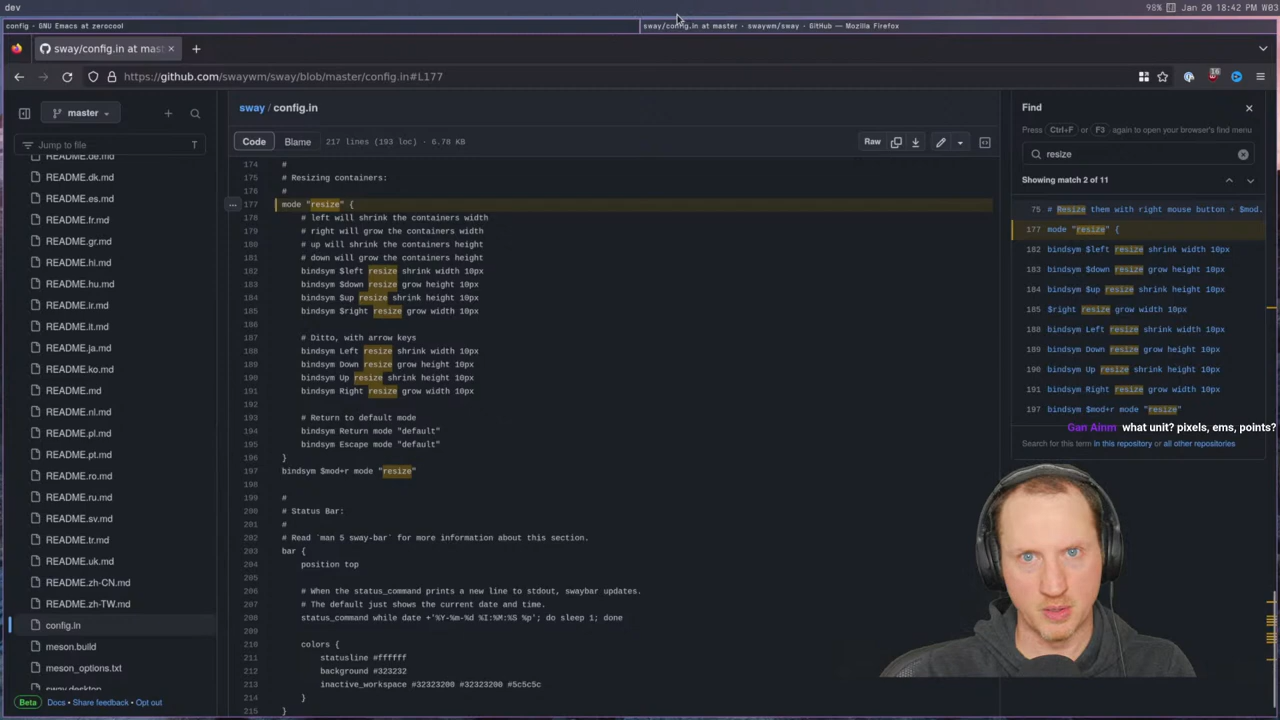 dev
98%
Jan 20 18:42 PM W03
config - GNU Emacs at zerocool
sway/config.in at master · swaywm/sway · GitHub — Mozilla Firefox
sway/config.in at mast
https://github.com/swaywm/sway/blob/master/config.in#L177
16
master
Jump to file
T
README.de.md
README.dk.md
README.es.md
README.fr.md
README.gr.md
README.hi.md
README.hu.md
README.ir.md
README.it.md
README.ja.md
README.ko.md
README.md
README.nl.md
README.pl.md
README.pt.md
README.ro.md
README.ru.md
README.sv.md
README.tr.md
README.uk.md
README.zh-CN.md
README.zh-TW.md
config.in
meson.build
meson_options.txt
sway.desktop
Beta Docs · Share feedback · Opt out
sway / config.in
Code Blame 217 lines (193 loc) · 6.78 KB
Raw
174 #
175 # Resizing containers:
176 #
177 mode "resize" {
178 # left will shrink the containers width
179 # right will grow the containers width
180 # up will shrink the containers height
181 # down will grow the containers height
182 bindsym $left resize shrink width 10px
183 bindsym $down resize grow height 10px
184 bindsym $up resize shrink height 10px
185 bindsym $right resize grow width 10px
186
187 # Ditto, with arrow keys
188 bindsym Left resize shrink width 10px
189 bindsym Down resize grow height 10px
190 bindsym Up resize shrink height 10px
191 bindsym Right resize grow width 10px
192
193 # Return to default mode
194 bindsym Return mode "default"
195 bindsym Escape mode "default"
196 }
197 bindsym $mod+r mode "resize"
198
199 #
200 # Status Bar:
201 #
202 # Read `man 5 sway-bar` for more information about this section.
203 bar {
204 position top
205
206 # When the status_command prints a new line to stdout, swaybar updates.
207 # The default just shows the current date and time.
208 status_command while date +'%Y-%m-%d %I:%M:%S %p'; do sleep 1; done
209
210 colors {
211 statusline #ffffff
212 background #323232
213 inactive_workspace #32323200 #32323200 #5c5c5c
214 }
215 }
Find
Press Ctrl+F or F3 again to open your browser's find menu
resize
Showing match 2 of 11
75 # Resize them with right mouse button + $mod.
177 mode "resize" {
182 bindsym $left resize shrink width 10px
183 bindsym $down resize grow height 10px
184 bindsym $up resize shrink height 10px
185 $right resize grow width 10px
188 bindsym Left resize shrink width 10px
189 bindsym Down resize grow height 10px
190 bindsym Up resize shrink height 10px
191 bindsym Right resize grow width 10px
197 bindsym $mod+r mode "resize"
Gan Ainm what unit? pixels, ems, points?
Search for this term in this repository or all other repositories